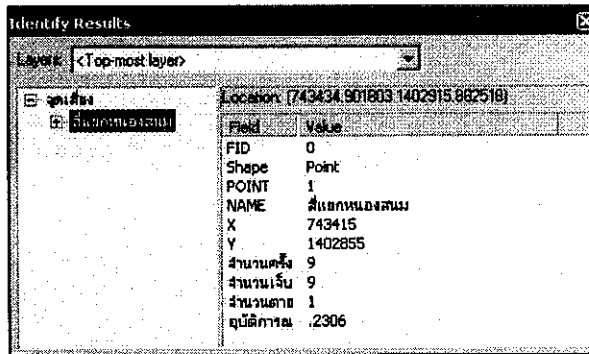 Identify Results
Layers: <Top-most layer>
จุดเสี่ยง
สี่แยกหนองสนม
Location: (743434.901803 1402915.862518)
Field Value
FID 0
Shape Point
POINT 1
NAME สี่แยกหนองสนม
X 743415
Y 1402855
จำนวนครั้ง 9
จำนวนเจ็บ 9
จำนวนตาย 1
อุบัติการณ .2306